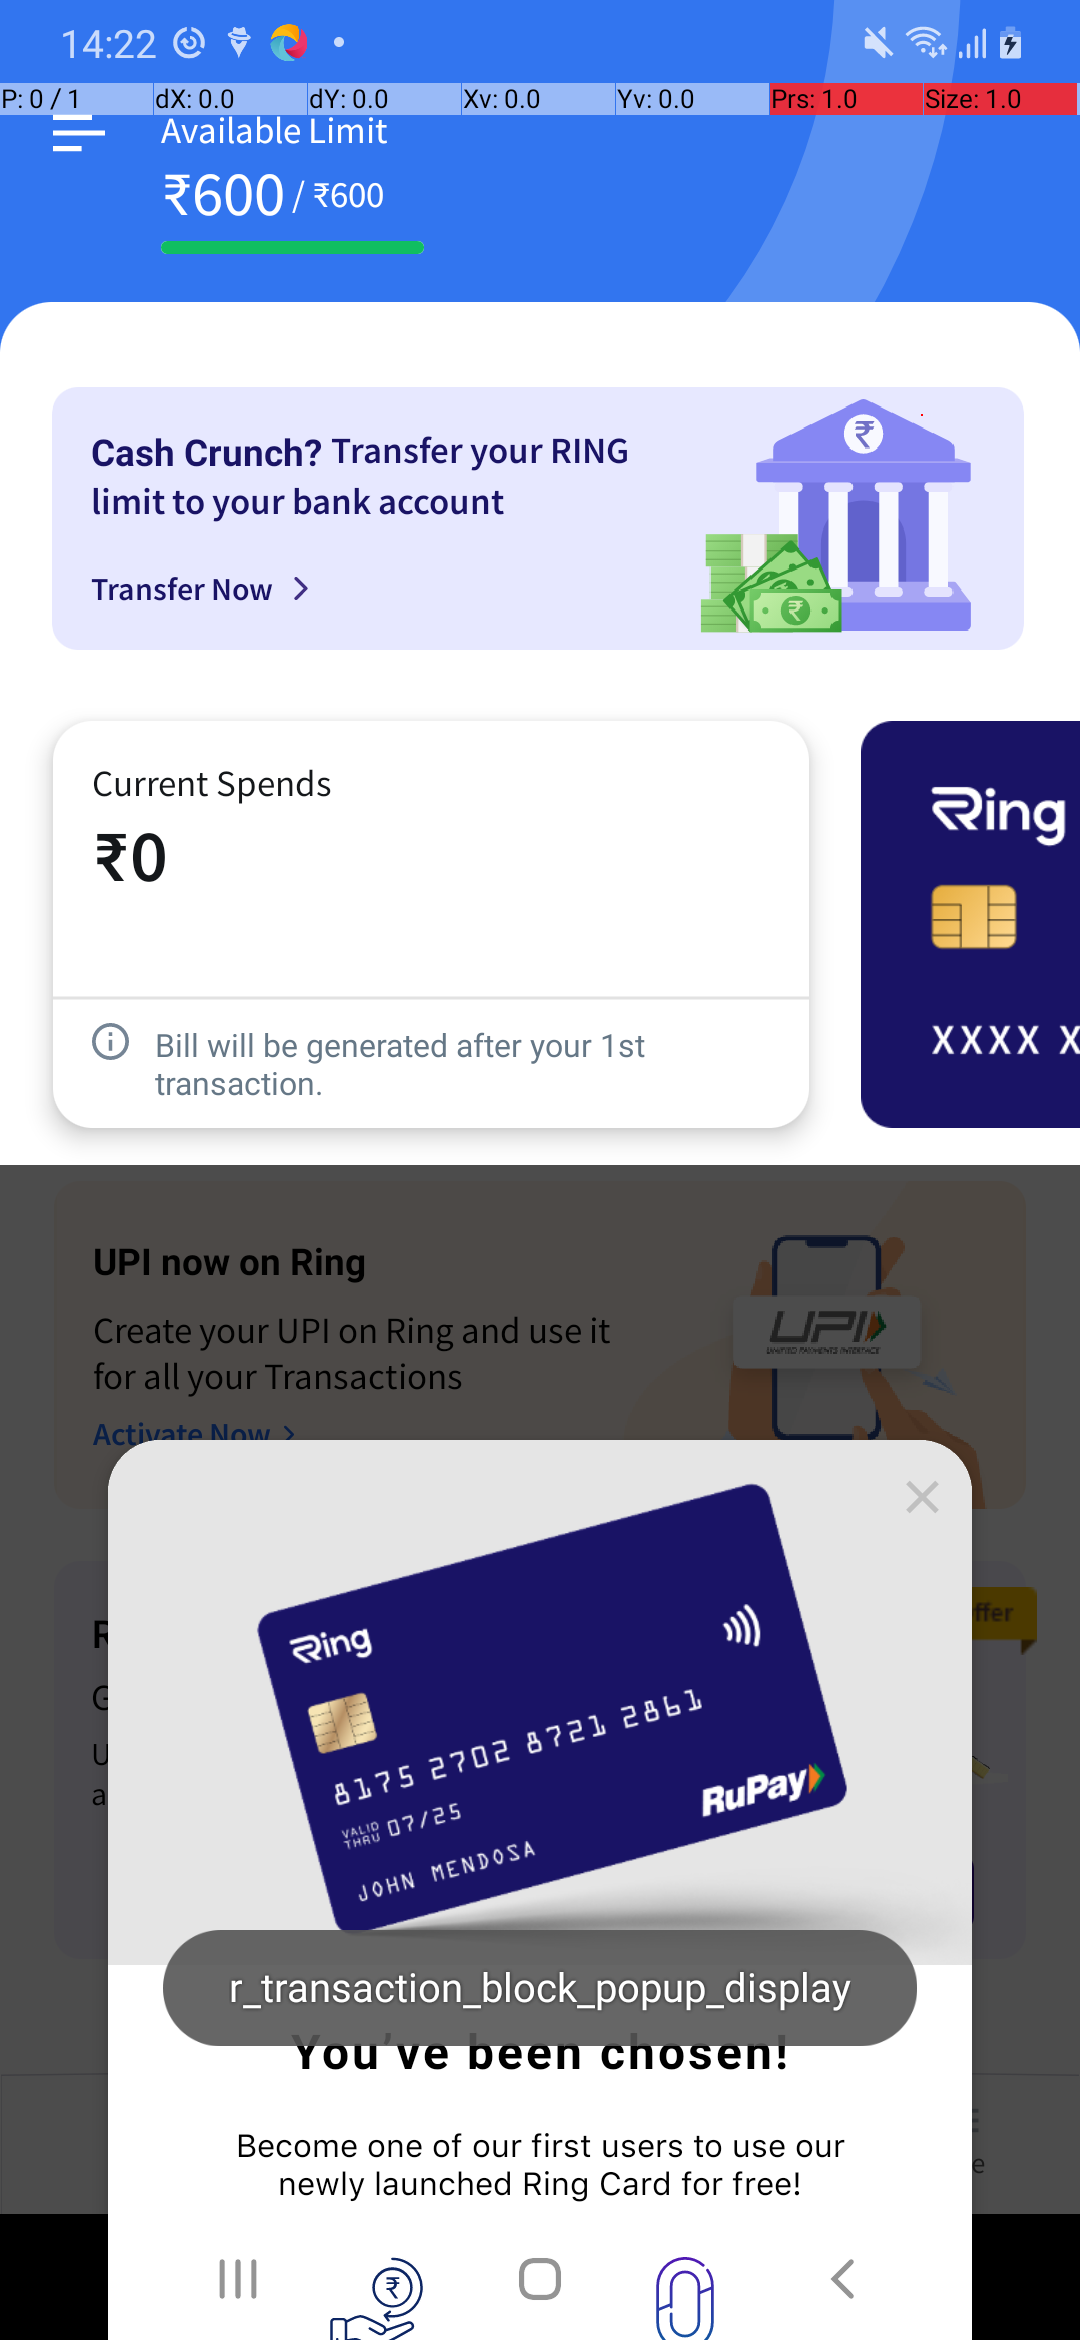 14:22
P: 0 / 1 dX: 0.0 dY: 0.0 Xv: 0.0 Yv: 0.0 Prs: 1.0 Size: 1.0
Available Limit
₹600 / ₹600
Cash Crunch? Transfer your RING
limit to your bank account
Transfer Now
Current Spends
₹0
Bill will be generated after your 1st
transaction.
Ring
XXXX X
UPI now on Ring
Create your UPI on Ring and use it
for all your Transactions
Activate Now
UPI
UNIFIED PAYMENTS INTERFACE
R
G
U
a
ffer
Ring
8175 2702 8721 2861
VALID
THRU 07/25
JOHN MENDOSA
RuPay
r_transaction_block_popup_display
You've been chosen!
Become one of our first users to use our
newly launched Ring Card for free!
e